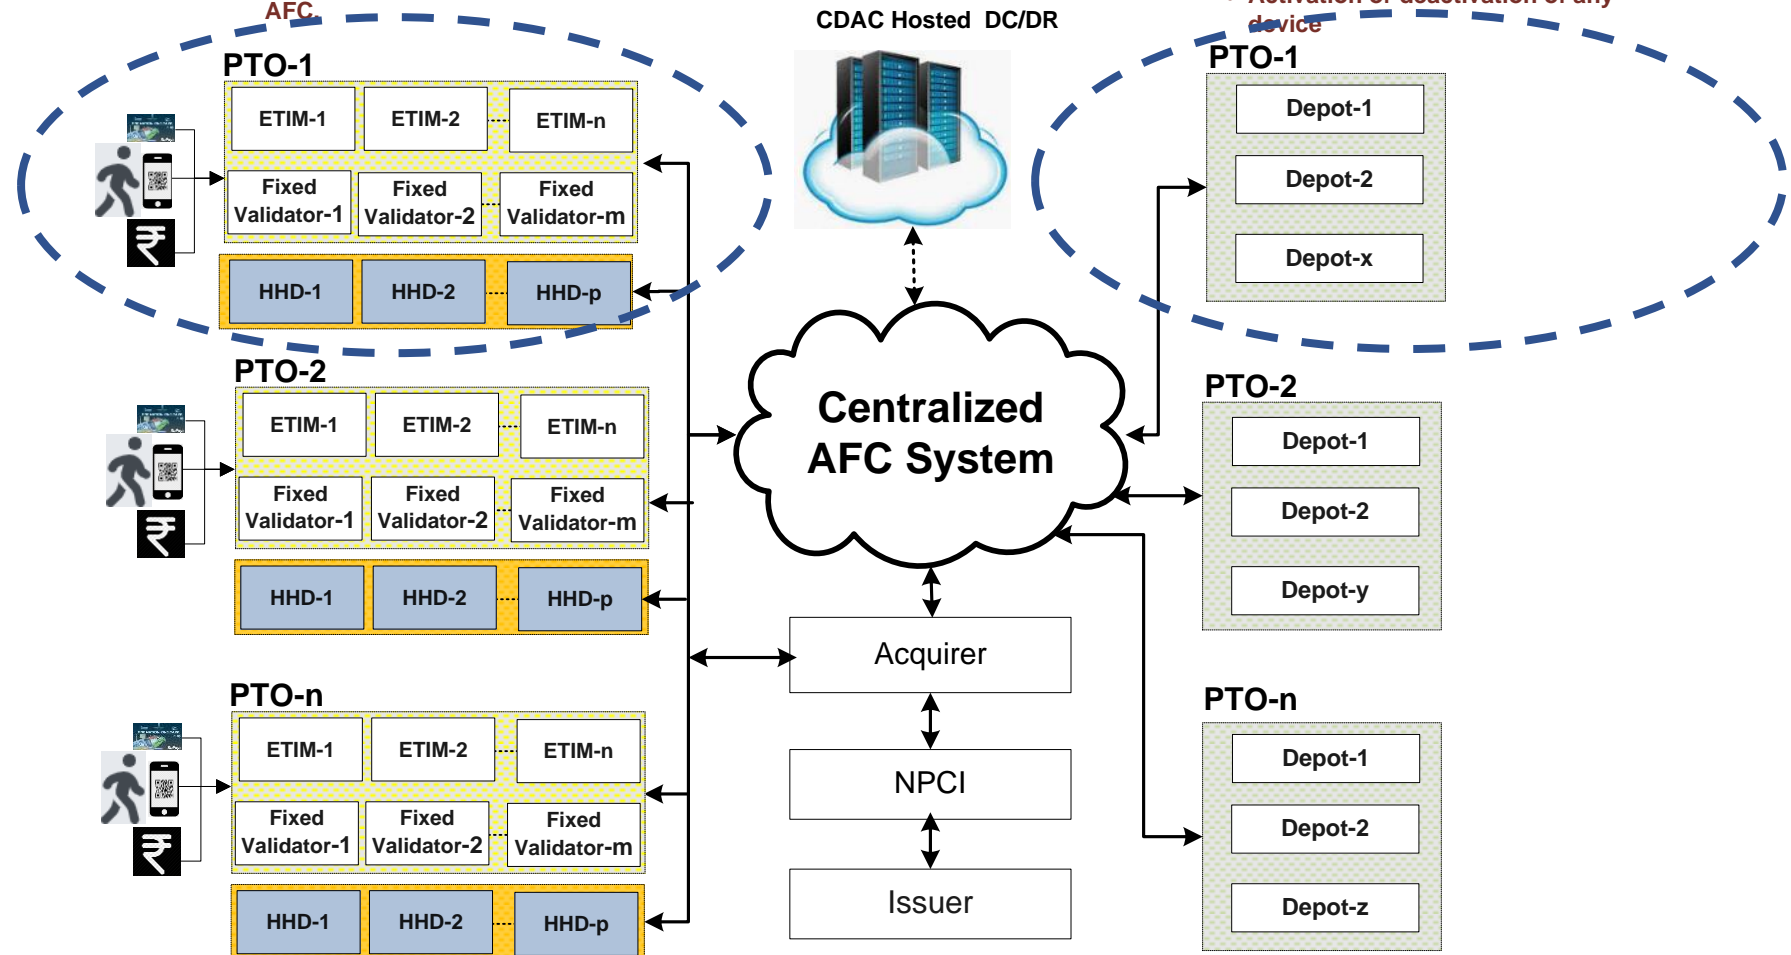 AFC.
CDAC Hosted DC/DR
device
PTO-1
ETIM-1
ETIM-2
ETIM-n
Fixed
Validator-1
Fixed
Validator-2
Fixed
Validator-m
HHD-1
HHD-2
HHD-p
PTO-2
ETIM-1
ETIM-2
ETIM-n
Fixed
Validator-1
Fixed
Validator-2
Fixed
Validator-m
HHD-1
HHD-2
HHD-p
PTO-n
ETIM-1
ETIM-2
ETIM-n
Fixed
Validator-1
Fixed
Validator-2
Fixed
Validator-m
HHD-1
HHD-2
HHD-p
Centralized
AFC System
Acquirer
NPCI
Issuer
PTO-1
Depot-1
Depot-2
Depot-x
PTO-2
Depot-1
Depot-2
Depot-y
PTO-n
Depot-1
Depot-2
Depot-z